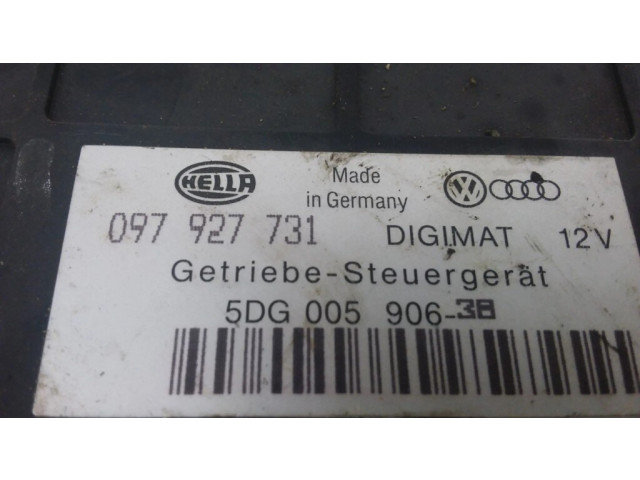 HELLA
Made
in Germany
097 927 731 DIGIMAT 12V
Getriebe-Steuergerät
5DG 005 906-38